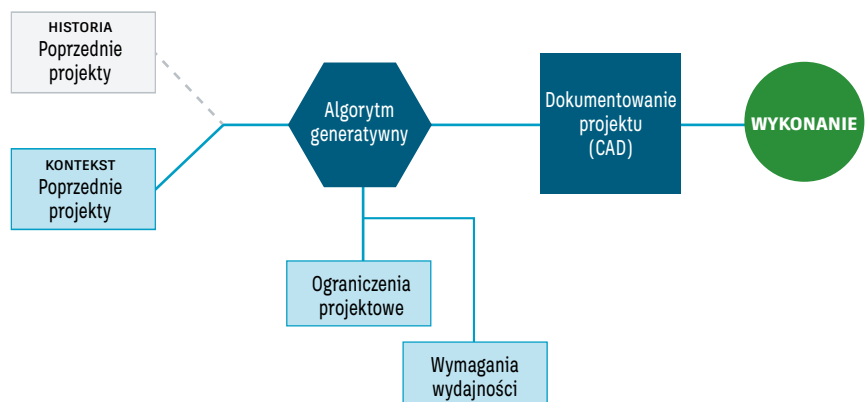 HISTORIA
Poprzednie
projekty
KONTEKST
Poprzednie
projekty
Algorytm
generatywny
Dokumentowanie
projektu
(CAD)
WYKONANIE
Ograniczenia
projektowe
Wymagania
wydajności